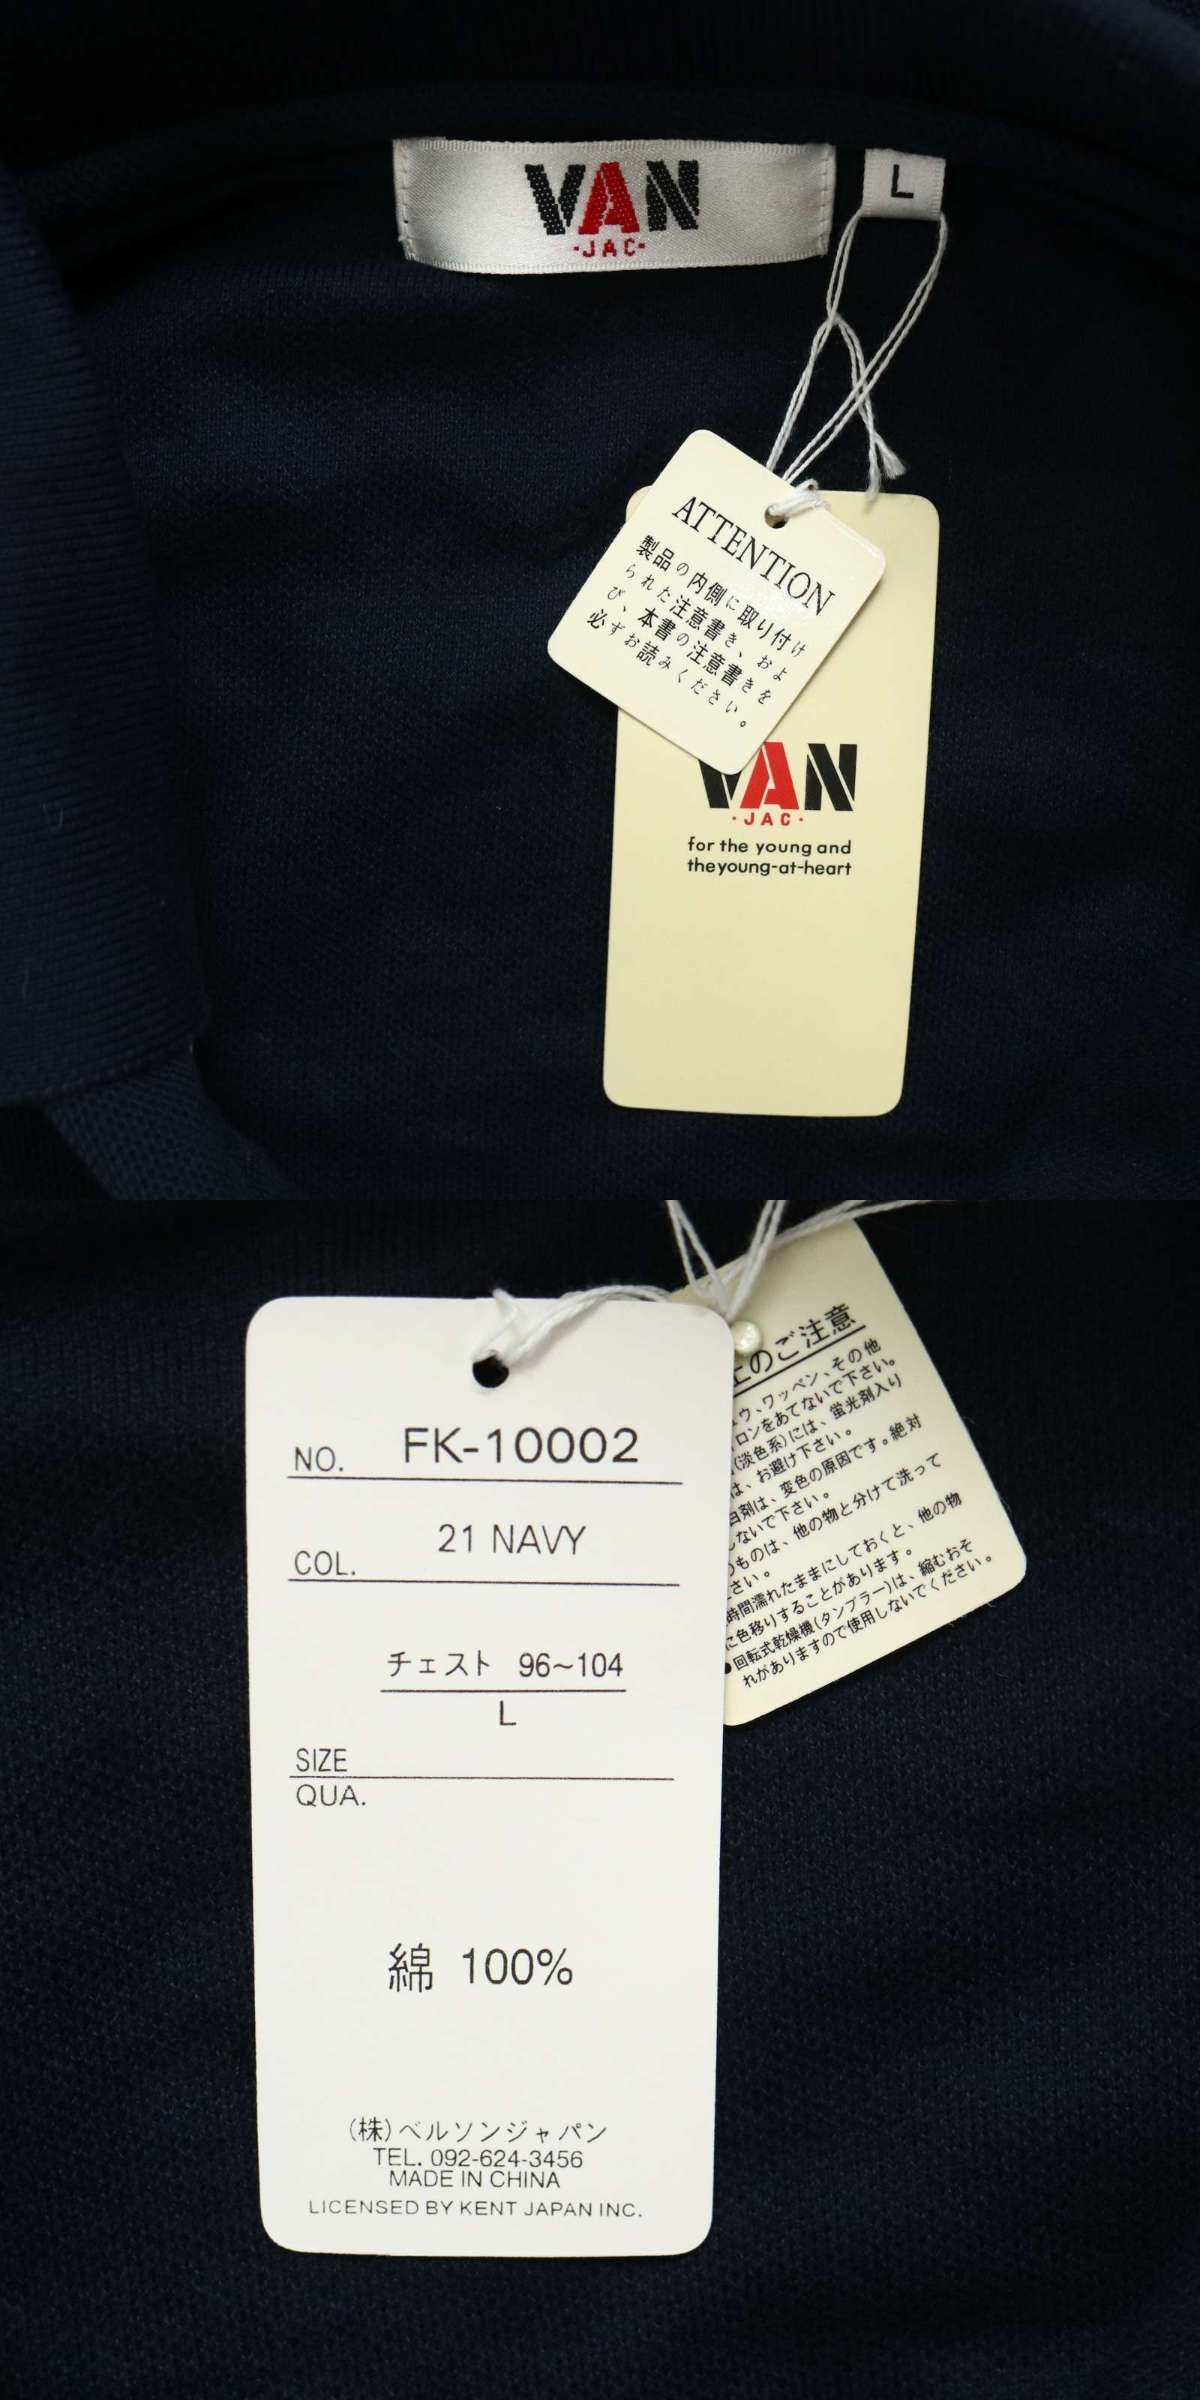 VAN
・JAC・
L
ATTENTION
製品の内側に取り付け
られた注意書き、およ
び、本書の注意書きを
必ずお読みください。
VAN
・JAC・
for the young and
the young-at-heart
NO. FK-10002
COL. 21 NAVY
チェスト 96~104
L
SIZE
QUA.
綿 100%
(株)ベルソンジャパン
TEL. 092-624-3456
MADE IN CHINA
LICENSED BY KENT JAPAN INC.
のご注意
ウ、ワッペン、その他
ロンをあてないで下さい。
(淡色系)には、蛍光剤入り
は、お避け下さい。
白剤は、変色の原因です。絶対
しないで下さい。
のものは、他の物と分けて洗って
さい。
時間濡れたままにしておくと、他の物
に色移りすることがあります。
●回転式乾燥機(タンブラー)は、縮むおそ
れがありますので使用しないでください。